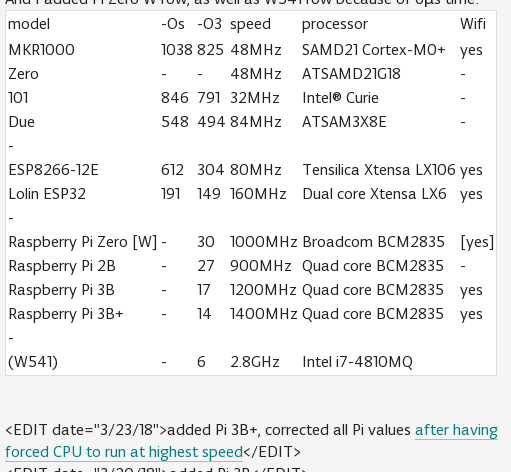 And I added Pi Zero W row, as well as W541 row because of 6µs time.
model -Os -O3 speed processor Wifi
MKR1000 1038 825 48MHz SAMD21 Cortex-M0+ yes
Zero - - 48MHz ATSAMD21G18 -
101 846 791 32MHz Intel® Curie -
Due 548 494 84MHz ATSAM3X8E -
-
ESP8266-12E 612 304 80MHz Tensilica Xtensa LX106 yes
Lolin ESP32 191 149 160MHz Dual core Xtensa LX6 yes
-
Raspberry Pi Zero [W] - 30 1000MHz Broadcom BCM2835 [yes]
Raspberry Pi 2B - 27 900MHz Quad core BCM2835 -
Raspberry Pi 3B - 17 1200MHz Quad core BCM2835 yes
Raspberry Pi 3B+ - 14 1400MHz Quad core BCM2835 yes
-
(W541) - 6 2.8GHz Intel i7-4810MQ
<EDIT date="3/23/18">added Pi 3B+, corrected all Pi values after having
forced CPU to run at highest speed</EDIT>
<EDIT date="3/20/18">added Pi 3B</EDIT>